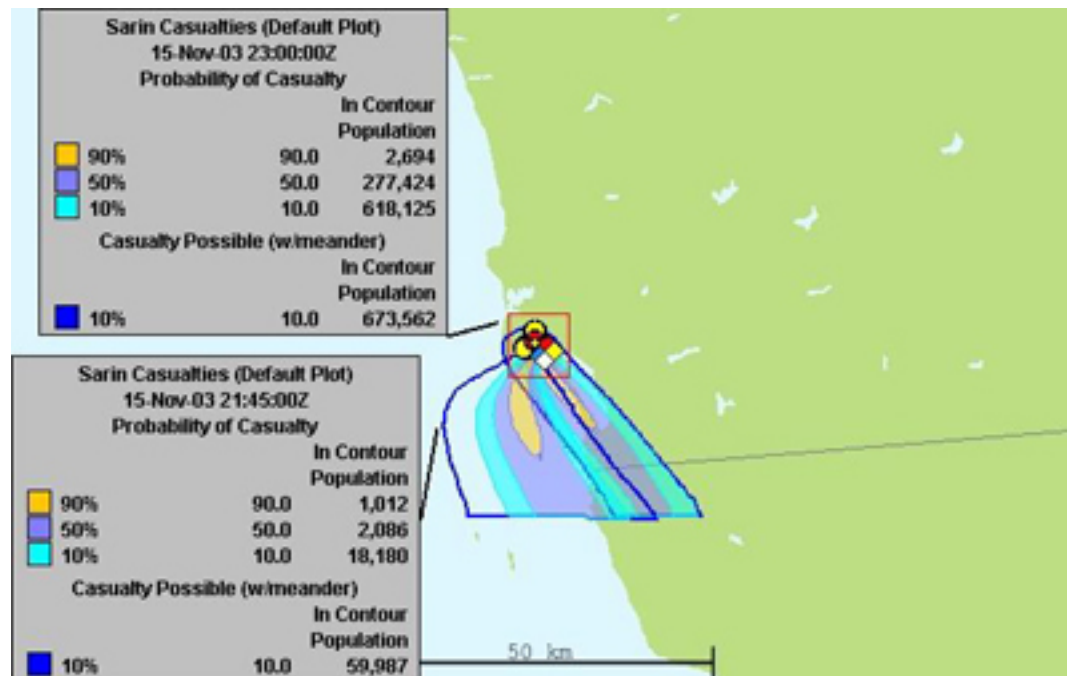 Sarin Casualties (Default Plot)
15-Nov-03 23:00:00Z
Probability of Casualty
In Contour
Population
90% 90.0 2,694
50% 50.0 277,424
10% 10.0 618,125
Casualty Possible (w/meander)
In Contour
Population
10% 10.0 673,562
Sarin Casualties (Default Plot)
15-Nov-03 21:45:00Z
Probability of Casualty
In Contour
Population
90% 90.0 1,012
50% 50.0 2,086
10% 10.0 18,180
Casualty Possible (w/meander)
In Contour
Population
10% 10.0 59,987
50 km